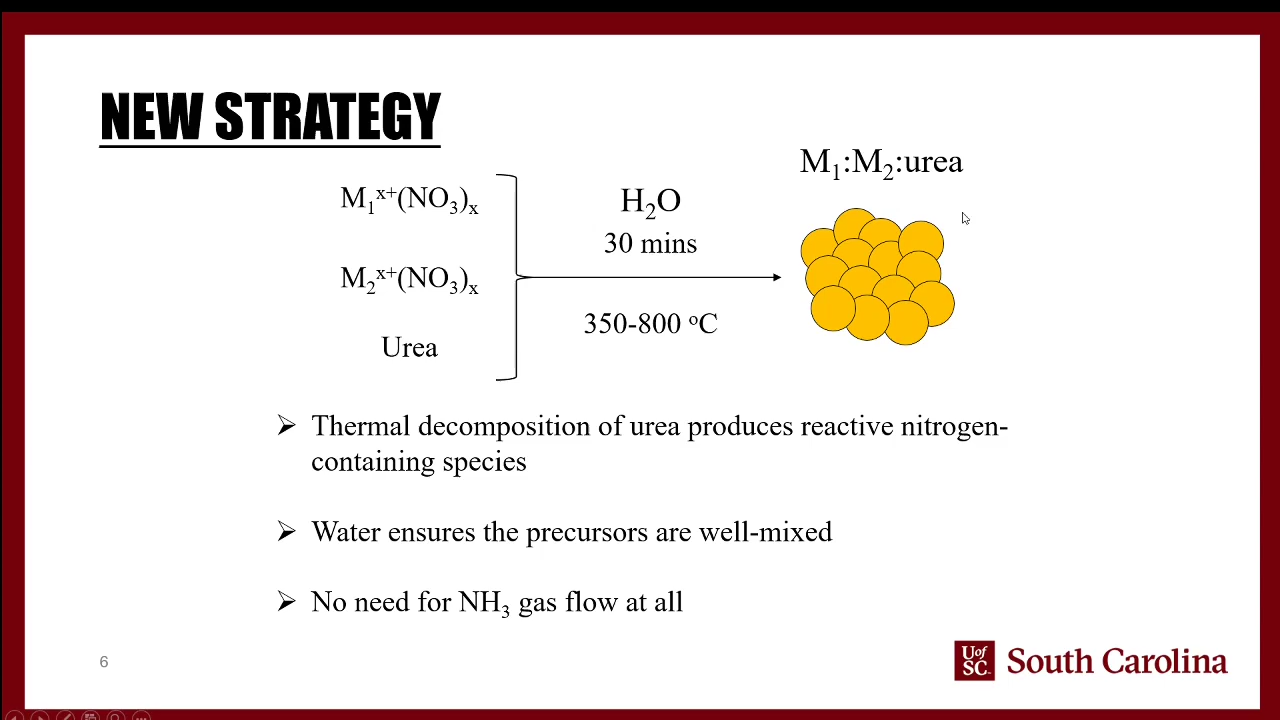 NEW STRATEGY
M₁:M₂:urea
M₁ˣ⁺(NO₃)ₓ
H₂O
30 mins
M₂ˣ⁺(NO₃)ₓ
350-800 ᵒC
Urea
➢ Thermal decomposition of urea produces reactive nitrogen-
containing species
➢ Water ensures the precursors are well-mixed
➢ No need for NH₃ gas flow at all
6
UofSC South Carolina